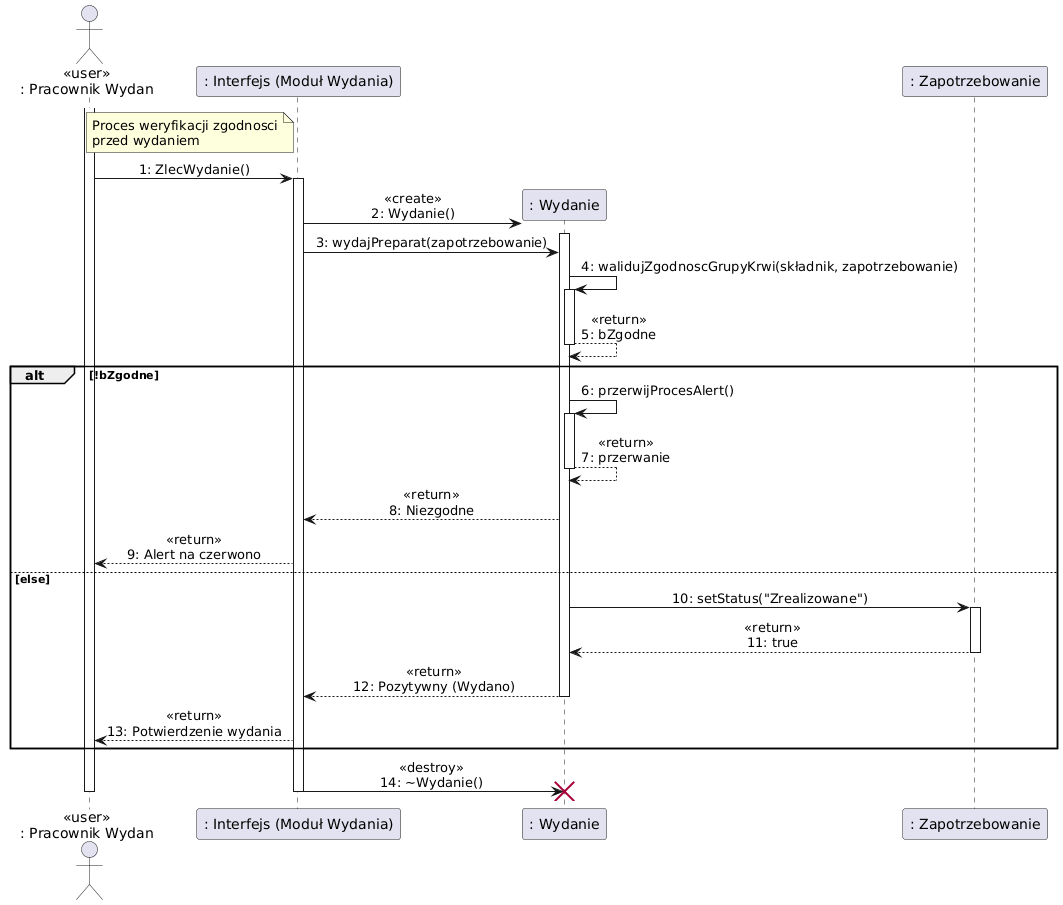 «user»
: Pracownik Wydan
: Interfejs (Moduł Wydania)
: Zapotrzebowanie
Proces weryfikacji zgodnosci
przed wydaniem
1: ZlecWydanie()
«create»
2: Wydanie()
: Wydanie
3: wydajPreparat(zapotrzebowanie)
4: walidujZgodnoscGrupyKrwi(składnik, zapotrzebowanie)
«return»
5: bZgodne
alt
[!bZgodne]
6: przerwijProcesAlert()
«return»
7: przerwanie
«return»
8: Niezgodne
«return»
9: Alert na czerwono
[else]
10: setStatus("Zrealizowane")
«return»
11: true
«return»
12: Pozytywny (Wydano)
«return»
13: Potwierdzenie wydania
«destroy»
14: ~Wydanie()
«user»
: Pracownik Wydan
: Interfejs (Moduł Wydania)
: Wydanie
: Zapotrzebowanie